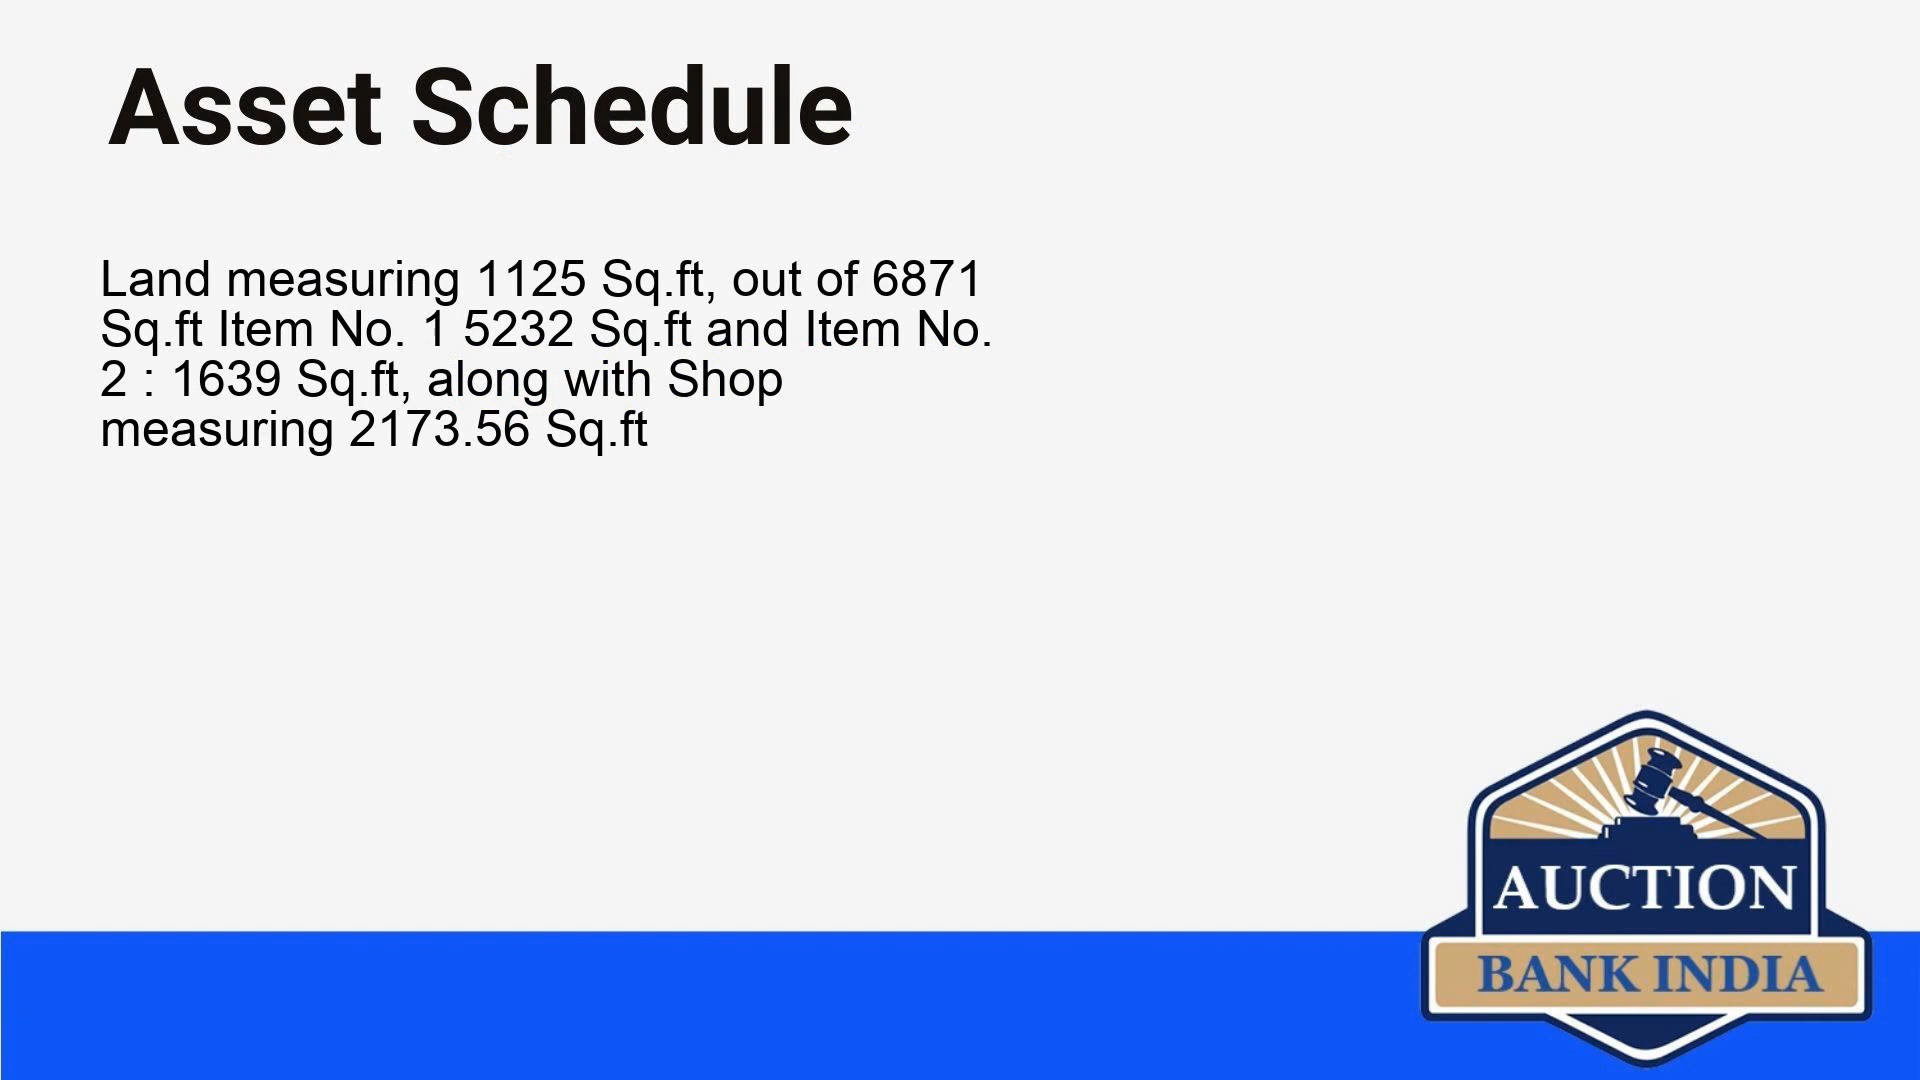 Asset Schedule
Land measuring 1125 Sq.ft, out of 6871
Sq.ft Item No. 1 5232 Sq.ft and Item No.
2 : 1639 Sq.ft, along with Shop
measuring 2173.56 Sq.ft
AUCTION
BANK INDIA